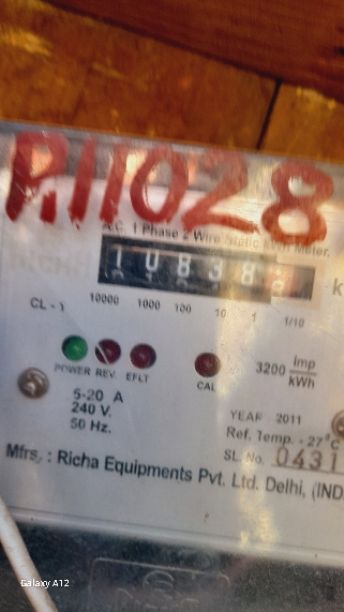 P.11028
A.C. 1 Phase 2 Wire Static kWh Meter.
10838
CL - 1
10000 1000 100 10 1 1/10
POWER REV. EFLT
CAL
3200 Imp/kWh
5-20 A
240 V.
50 Hz.
YEAR 2011
Ref. Temp. - 27°C
SL. No. 0431
Mfrs. : Richa Equipments Pvt. Ltd. Delhi, (IND
Galaxy A12